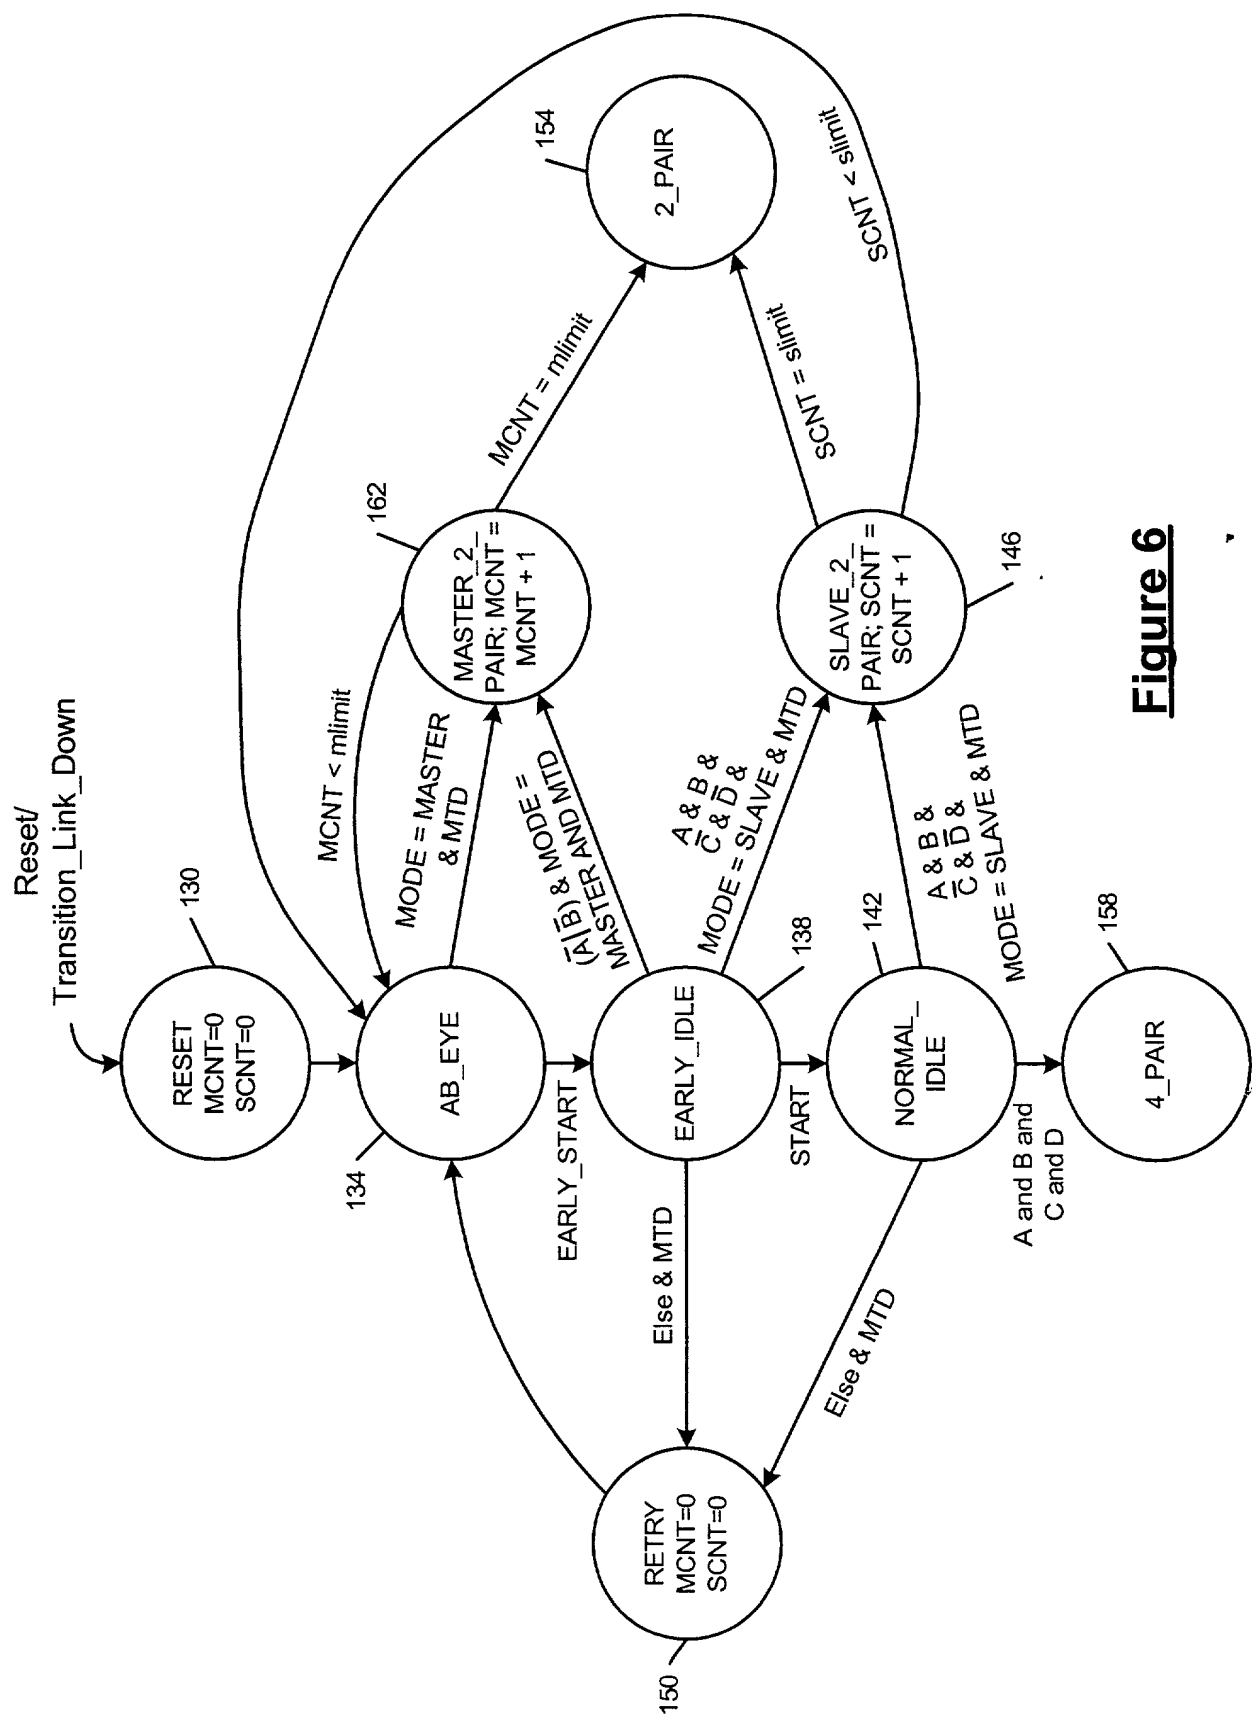 Reset/
Transition_Link_Down
130
RESET
MCNT=0
SCNT=0
134
AB_EYE
MCNT < mlimit
MODE = MASTER
& MTD
162
MASTER_2_
PAIR; MCNT =
MCNT + 1
MCNT = mlimit
154
2_PAIR
EARLY_START
(A̅|B̅) & MODE =
MASTER AND MTD
EARLY_IDLE
138
A & B &
C̅ & D̅ &
MODE = SLAVE & MTD
SLAVE_2_
PAIR; SCNT =
SCNT + 1
146
SCNT = slimit
SCNT < slimit
Else & MTD
START
RETRY
MCNT=0
SCNT=0
150
142
NORMAL_
IDLE
A & B &
C̅ & D̅ &
MODE = SLAVE & MTD
Else & MTD
A and B and
C and D
158
4_PAIR
Figure 6